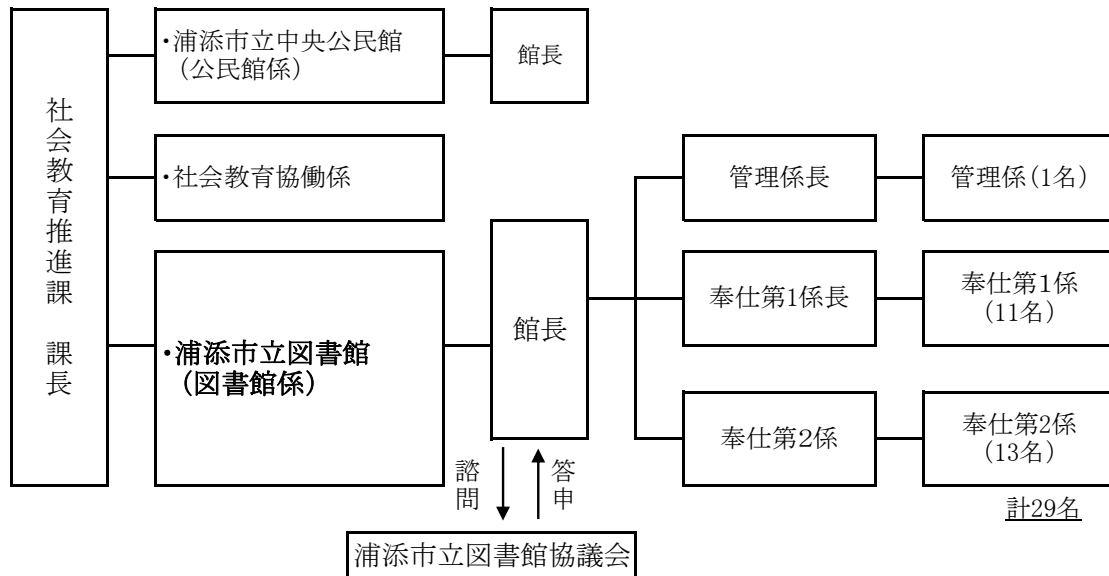 社会教育推進課　課長
・浦添市立中央公民館
（公民館係）
館長
・社会教育協働係
・浦添市立図書館
（図書館係）
館長
管理係長
管理係（1名）
奉仕第1係長
奉仕第１係
（11名）
奉仕第２係
奉仕第2係
（13名）
計29名
諮問
答申
浦添市立図書館協議会